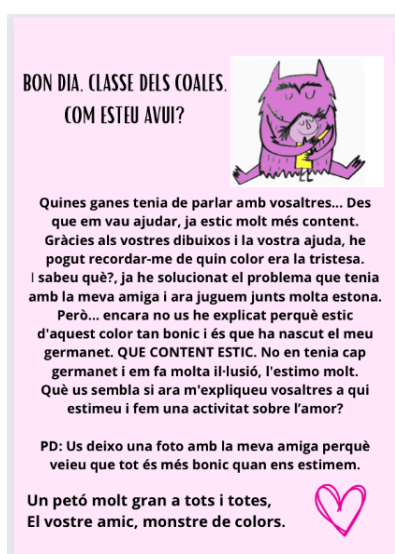 BON DIA, CLASSE DELS COALES.
COM ESTEU AVUI?
Quines ganes tenia de parlar amb vosaltres... Des
que em vau ajudar, ja estic molt més content.
Gràcies als vostres dibuixos i la vostra ajuda, he
pogut recordar-me de quin color era la tristesa.
I sabeu què?, ja he solucionat el problema que tenia
amb la meva amiga i ara juguem junts molta estona.
Però... encara no us he explicat perquè estic
d'aquest color tan bonic i és que ha nascut el meu
germanet. QUE CONTENT ESTIC. No en tenia cap
germanet i em fa molta il·lusió, l'estimo molt.
Què us sembla si ara m'expliqueu vosaltres a qui
estimeu i fem una activitat sobre l’amor?
PD: Us deixo una foto amb la meva amiga perquè
veieu que tot és més bonic quan ens estimem.
Un petó molt gran a tots i totes,
El vostre amic, monstre de colors.